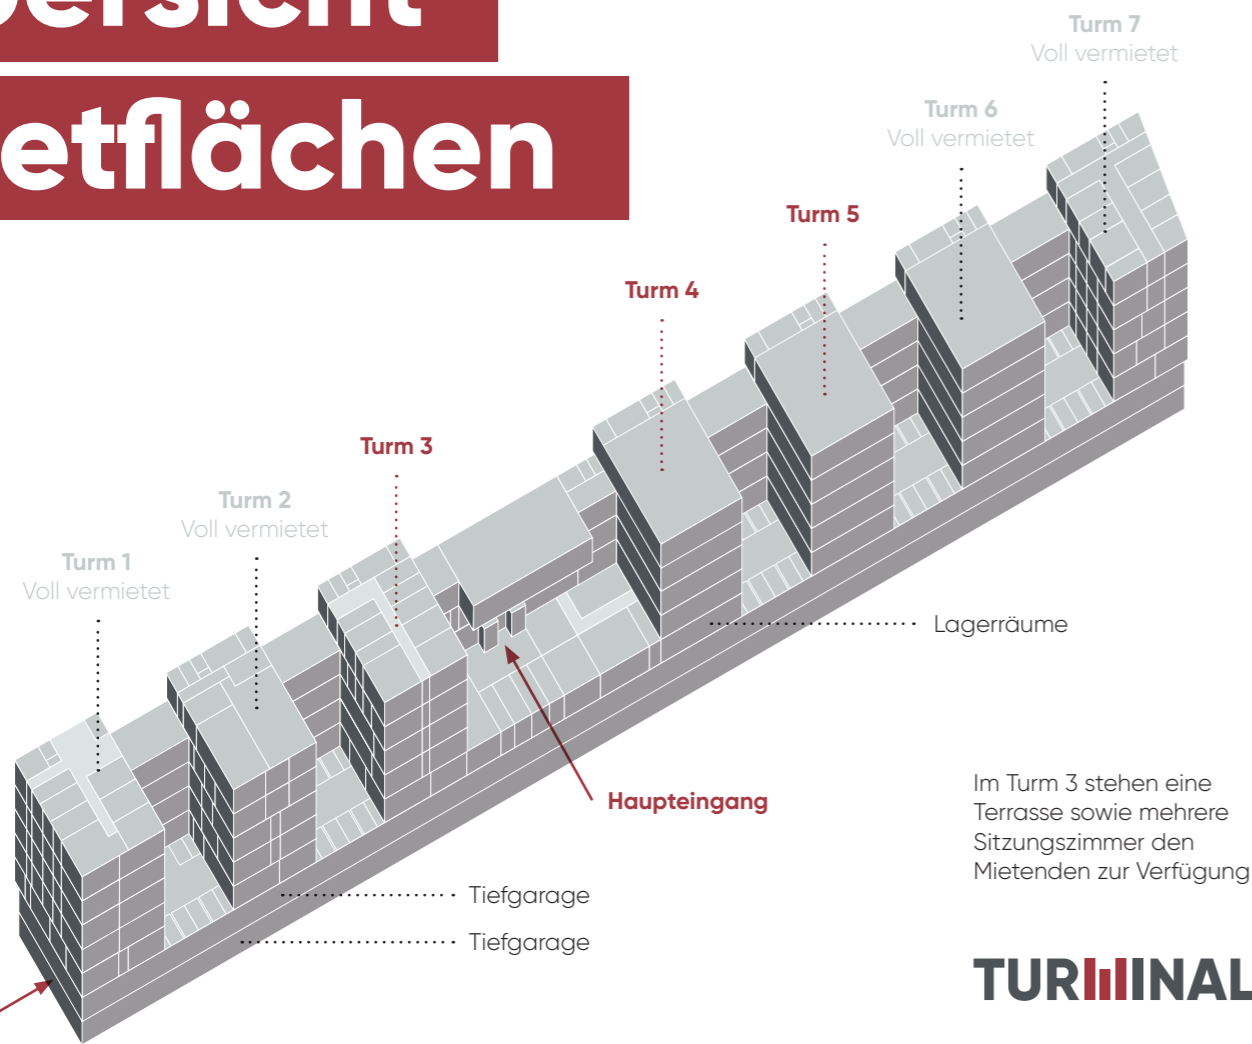 bersicht
etflächen
Turm 7
Voll vermietet
Turm 6
Voll vermietet
Turm 5
Turm 4
Turm 3
Turm 2
Voll vermietet
Turm 1
Voll vermietet
Lagerräume
Haupteingang
Im Turm 3 stehen eine
Terrasse sowie mehrere
Sitzungszimmer den
Mietenden zur Verfügung
Tiefgarage
Tiefgarage
TURMINAL